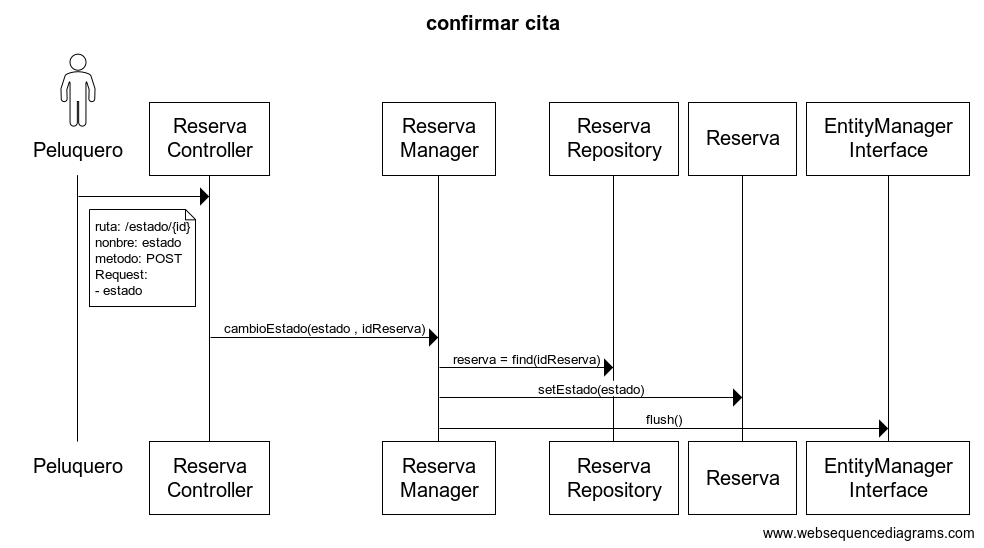 confirmar cita
Peluquero
Reserva
Controller
Reserva
Manager
Reserva
Repository
Reserva
EntityManager
Interface
ruta: /estado/{id}
nonbre: estado
metodo: POST
Request:
- estado
cambioEstado(estado , idReserva)
reserva = find(idReserva)
setEstado(estado)
flush()
Peluquero
Reserva
Controller
Reserva
Manager
Reserva
Repository
Reserva
EntityManager
Interface
www.websequencediagrams.com